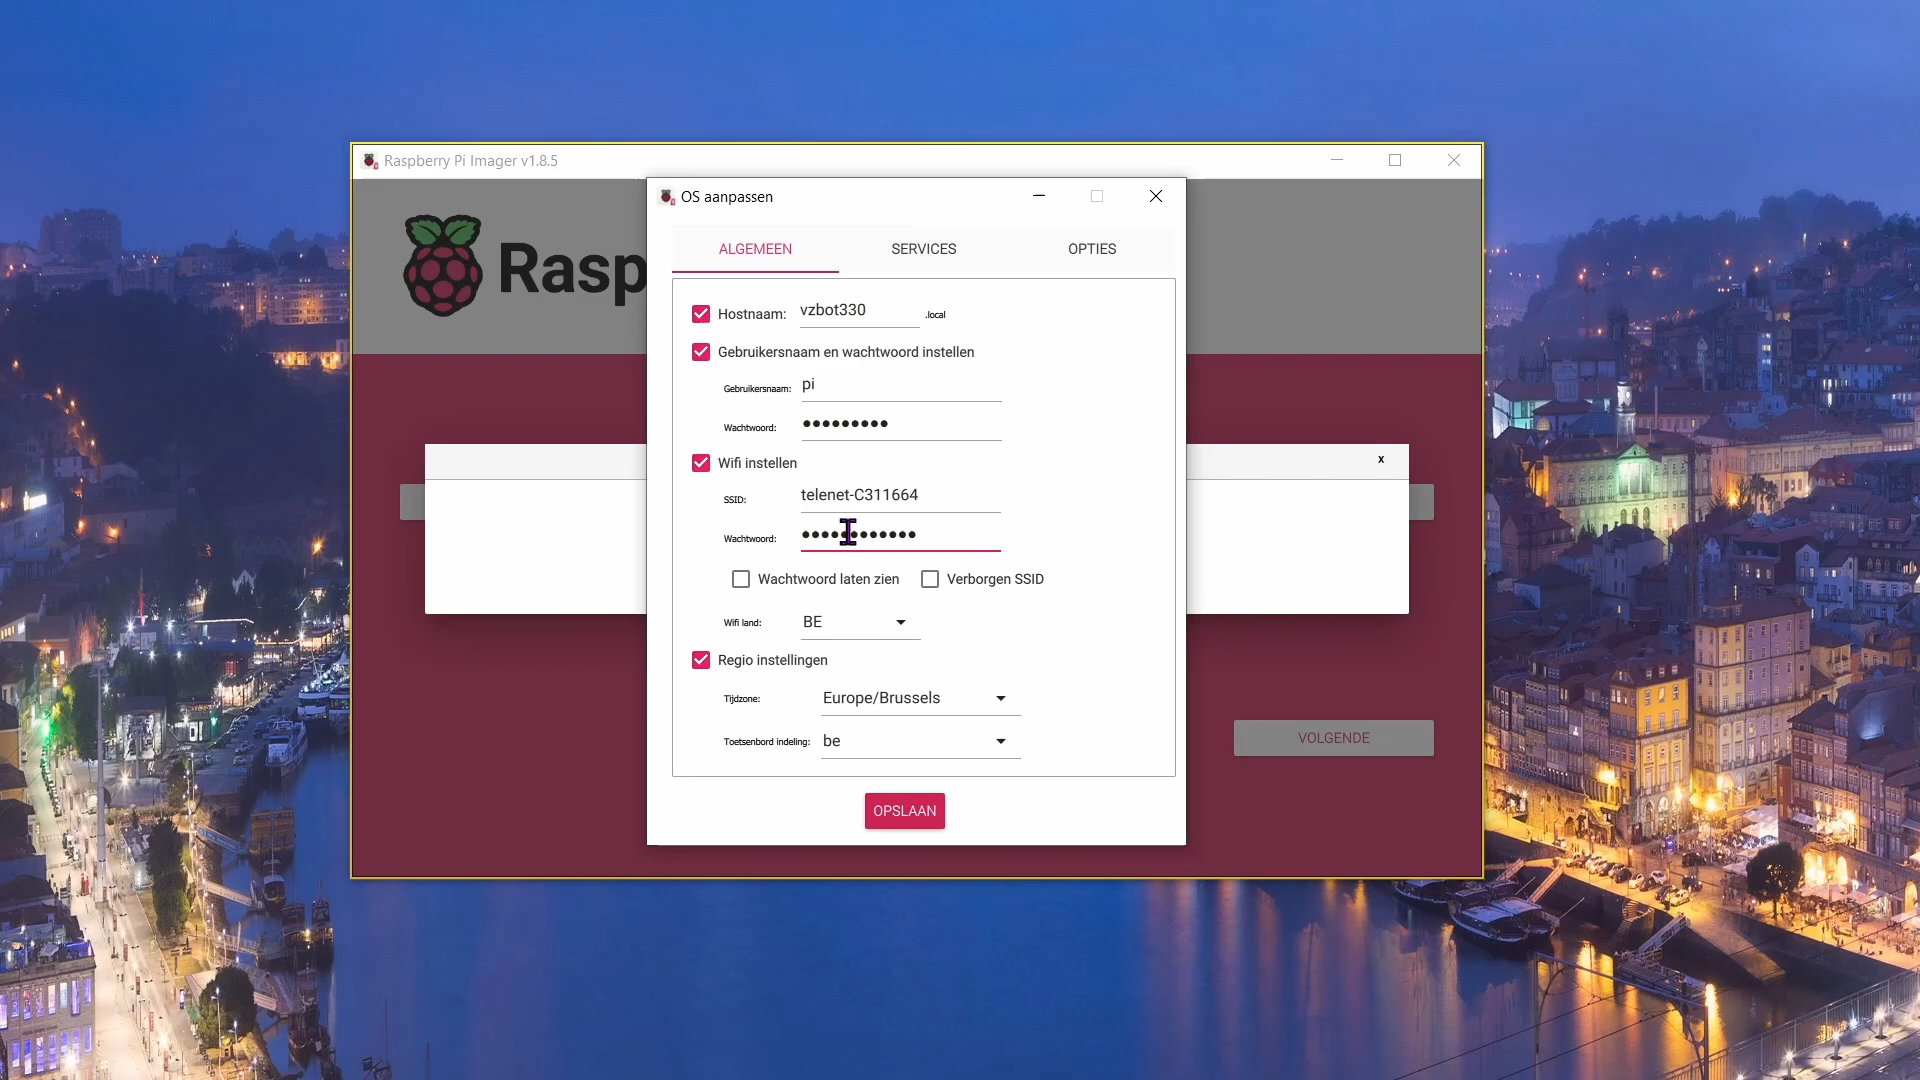 Raspberry Pi Imager v1.8.5
OS aanpassen
ALGEMEEN SERVICES OPTIES
Rasp
Hostnaam: vzbot330 .local
Gebruikersnaam en wachtwoord instellen
Gebruikersnaam: pi
Wachtwoord: •••••••••
Wifi instellen
x
SSID: telenet-C311664
Wachtwoord: ••••••••••••
Wachtwoord laten zien Verborgen SSID
Wifi land: BE
Regio instellingen
Tijdzone: Europe/Brussels
Toetsenbord indeling: be
VOLGENDE
OPSLAAN